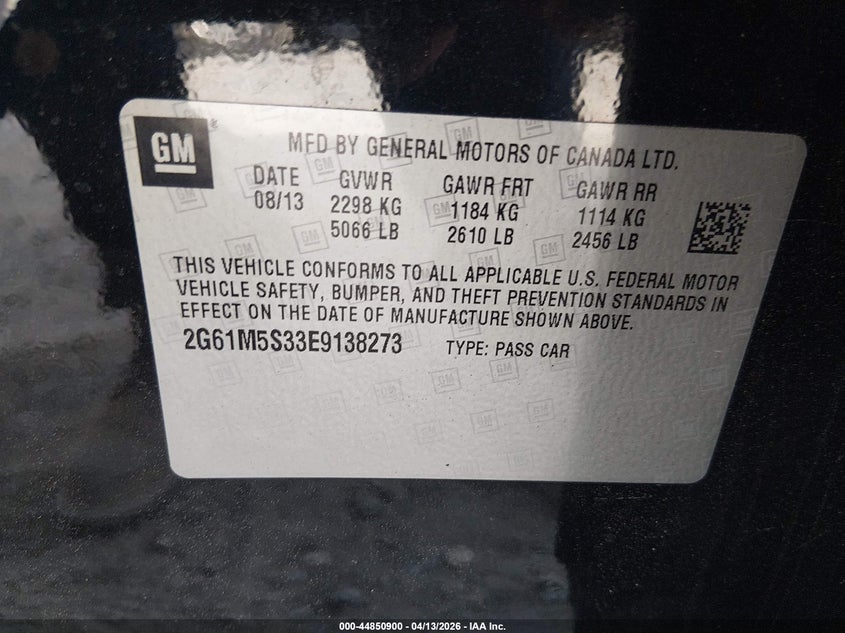 GM ®
MFD BY GENERAL MOTORS OF CANADA LTD.
DATE GVWR GAWR FRT GAWR RR
08/13 2298 KG 1184 KG 1114 KG
5066 LB 2610 LB 2456 LB
THIS VEHICLE CONFORMS TO ALL APPLICABLE U.S. FEDERAL MOTOR
VEHICLE SAFETY, BUMPER, AND THEFT PREVENTION STANDARDS IN
EFFECT ON THE DATE OF MANUFACTURE SHOWN ABOVE.
2G61M5S33E9138273 TYPE: PASS CAR
000-44850900 - 04/13/2026 - IAA Inc.